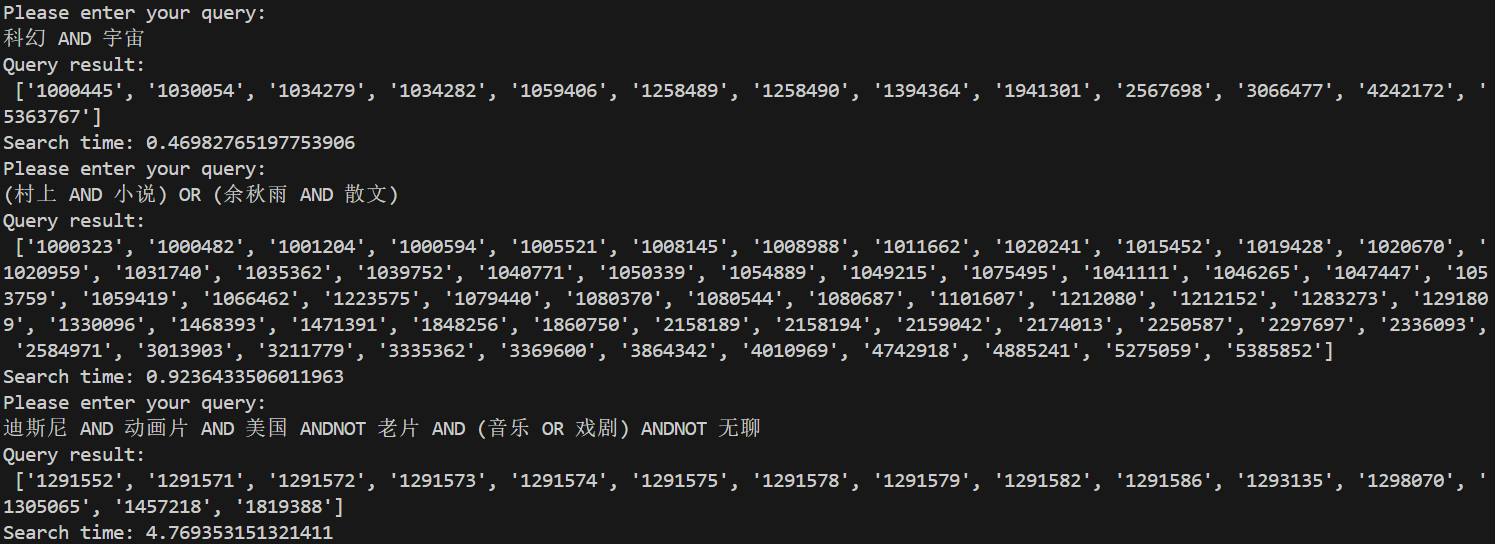 Please enter your query:
科幻 AND 宇宙
Query result:
 ['1000445', '1030054', '1034279', '1034282', '1059406', '1258489', '1258490', '1394364', '1941301', '2567698', '3066477', '4242172', '
5363767']
Search time: 0.46982765197753906
Please enter your query:
(村上 AND 小说) OR (余秋雨 AND 散文)
Query result:
 ['1000323', '1000482', '1001204', '1000594', '1005521', '1008145', '1008988', '1011662', '1020241', '1015452', '1019428', '1020670', '
1020959', '1031740', '1035362', '1039752', '1040771', '1050339', '1054889', '1049215', '1075495', '1041111', '1046265', '1047447', '105
3759', '1059419', '1066462', '1223575', '1079440', '1080370', '1080544', '1080687', '1101607', '1212080', '1212152', '1283273', '129180
9', '1330096', '1468393', '1471391', '1848256', '1860750', '2158189', '2158194', '2159042', '2174013', '2250587', '2297697', '2336093',
 '2584971', '3013903', '3211779', '3335362', '3369600', '3864342', '4010969', '4742918', '4885241', '5275059', '5385852']
Search time: 0.9236433506011963
Please enter your query:
迪斯尼 AND 动画片 AND 美国 ANDNOT 老片 AND (音乐 OR 戏剧) ANDNOT 无聊
Query result:
 ['1291552', '1291571', '1291572', '1291573', '1291574', '1291575', '1291578', '1291579', '1291582', '1291586', '1293135', '1298070', '
1305065', '1457218', '1819388']
Search time: 4.769353151321411